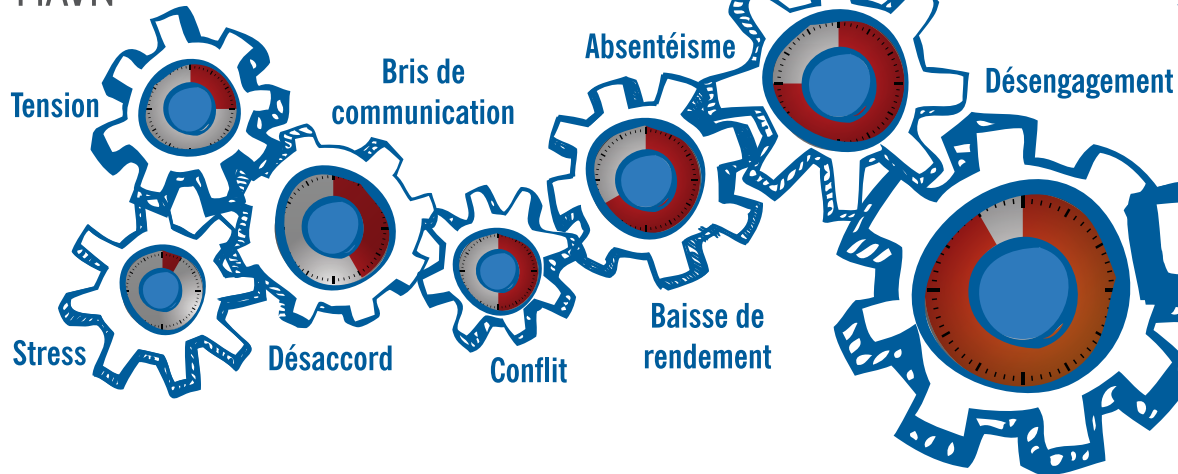 Absentéisme
Bris de
communication
Désengagement
Tension
Baisse de
rendement
Stress
Désaccord
Conflit